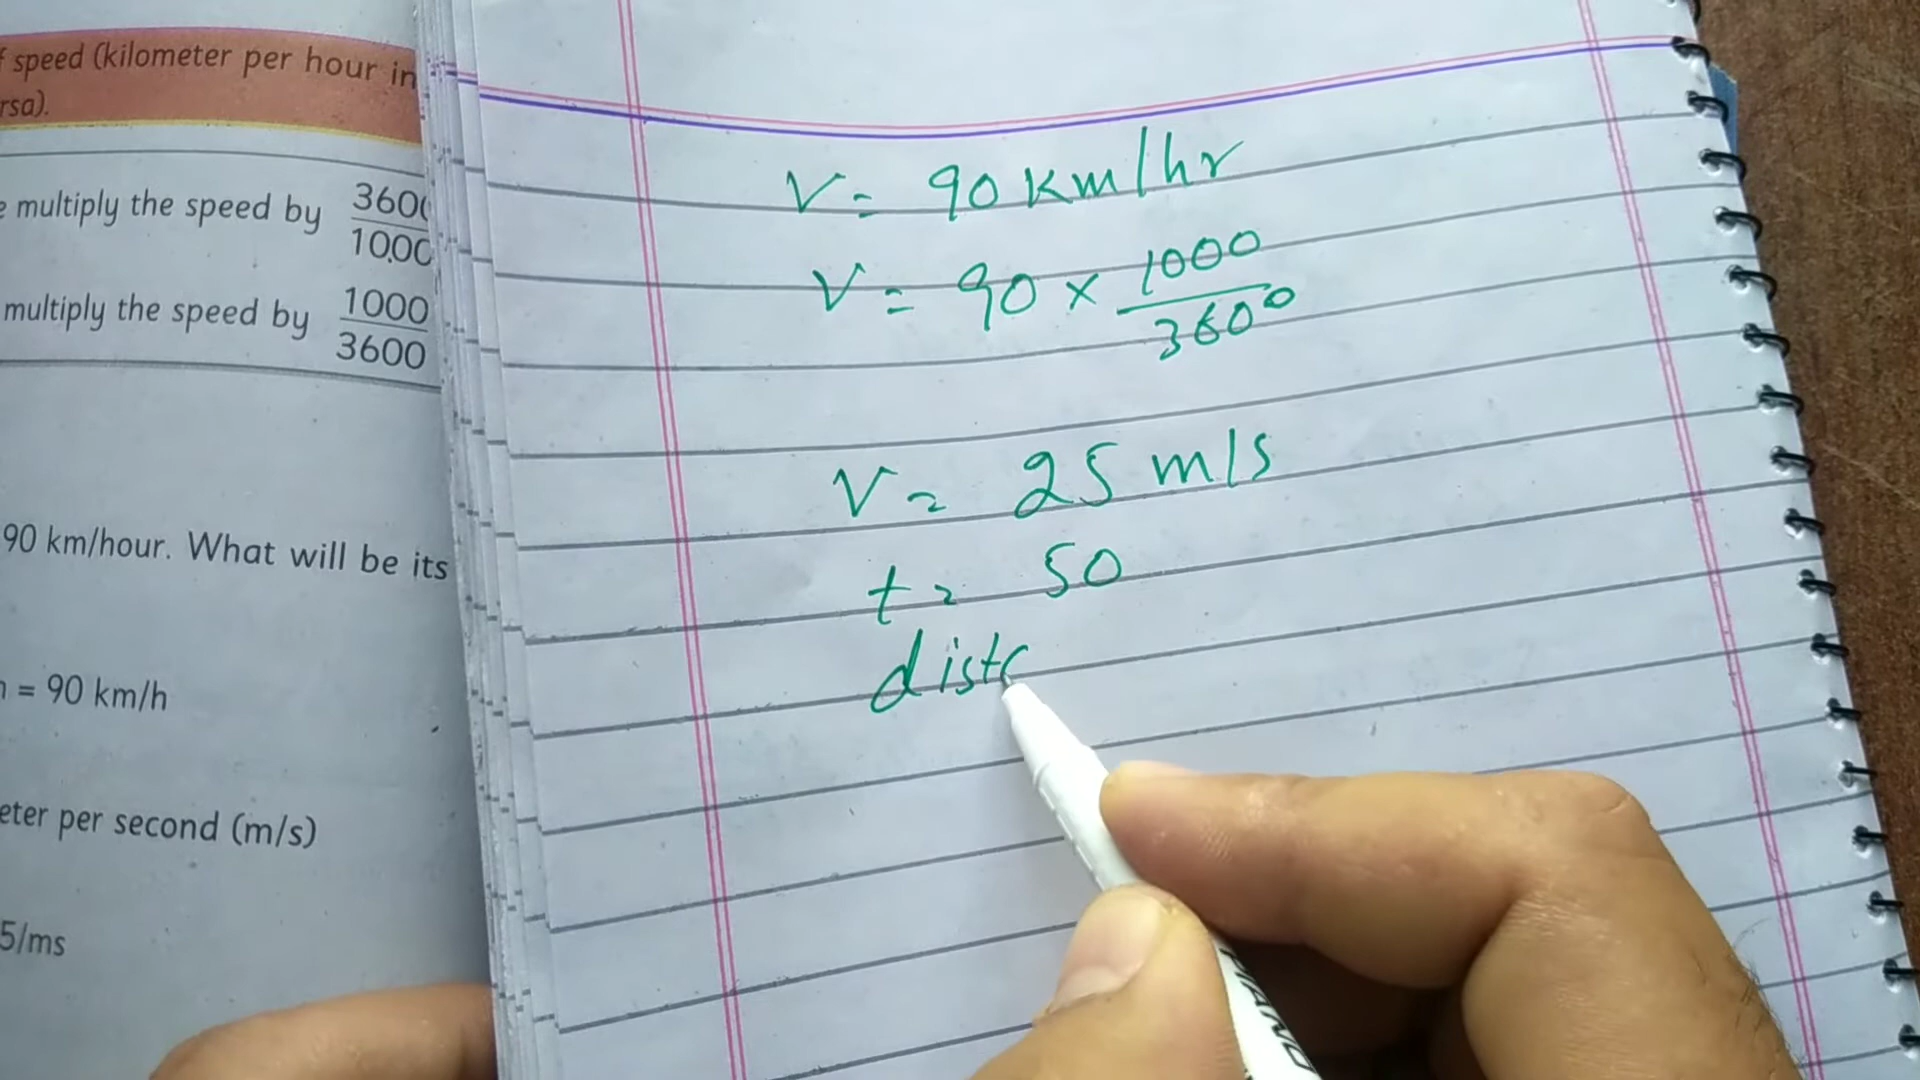 f speed (kilometer per hour in
rsa).
e multiply the speed by 3600/1000
multiply the speed by 1000/3600
90 km/hour. What will be its
= 90 km/h
eter per second (m/s)
5/ms
V = 90 km/hr
V = 90 × 1000/3600
V = 25 m/s
t = 50
dist